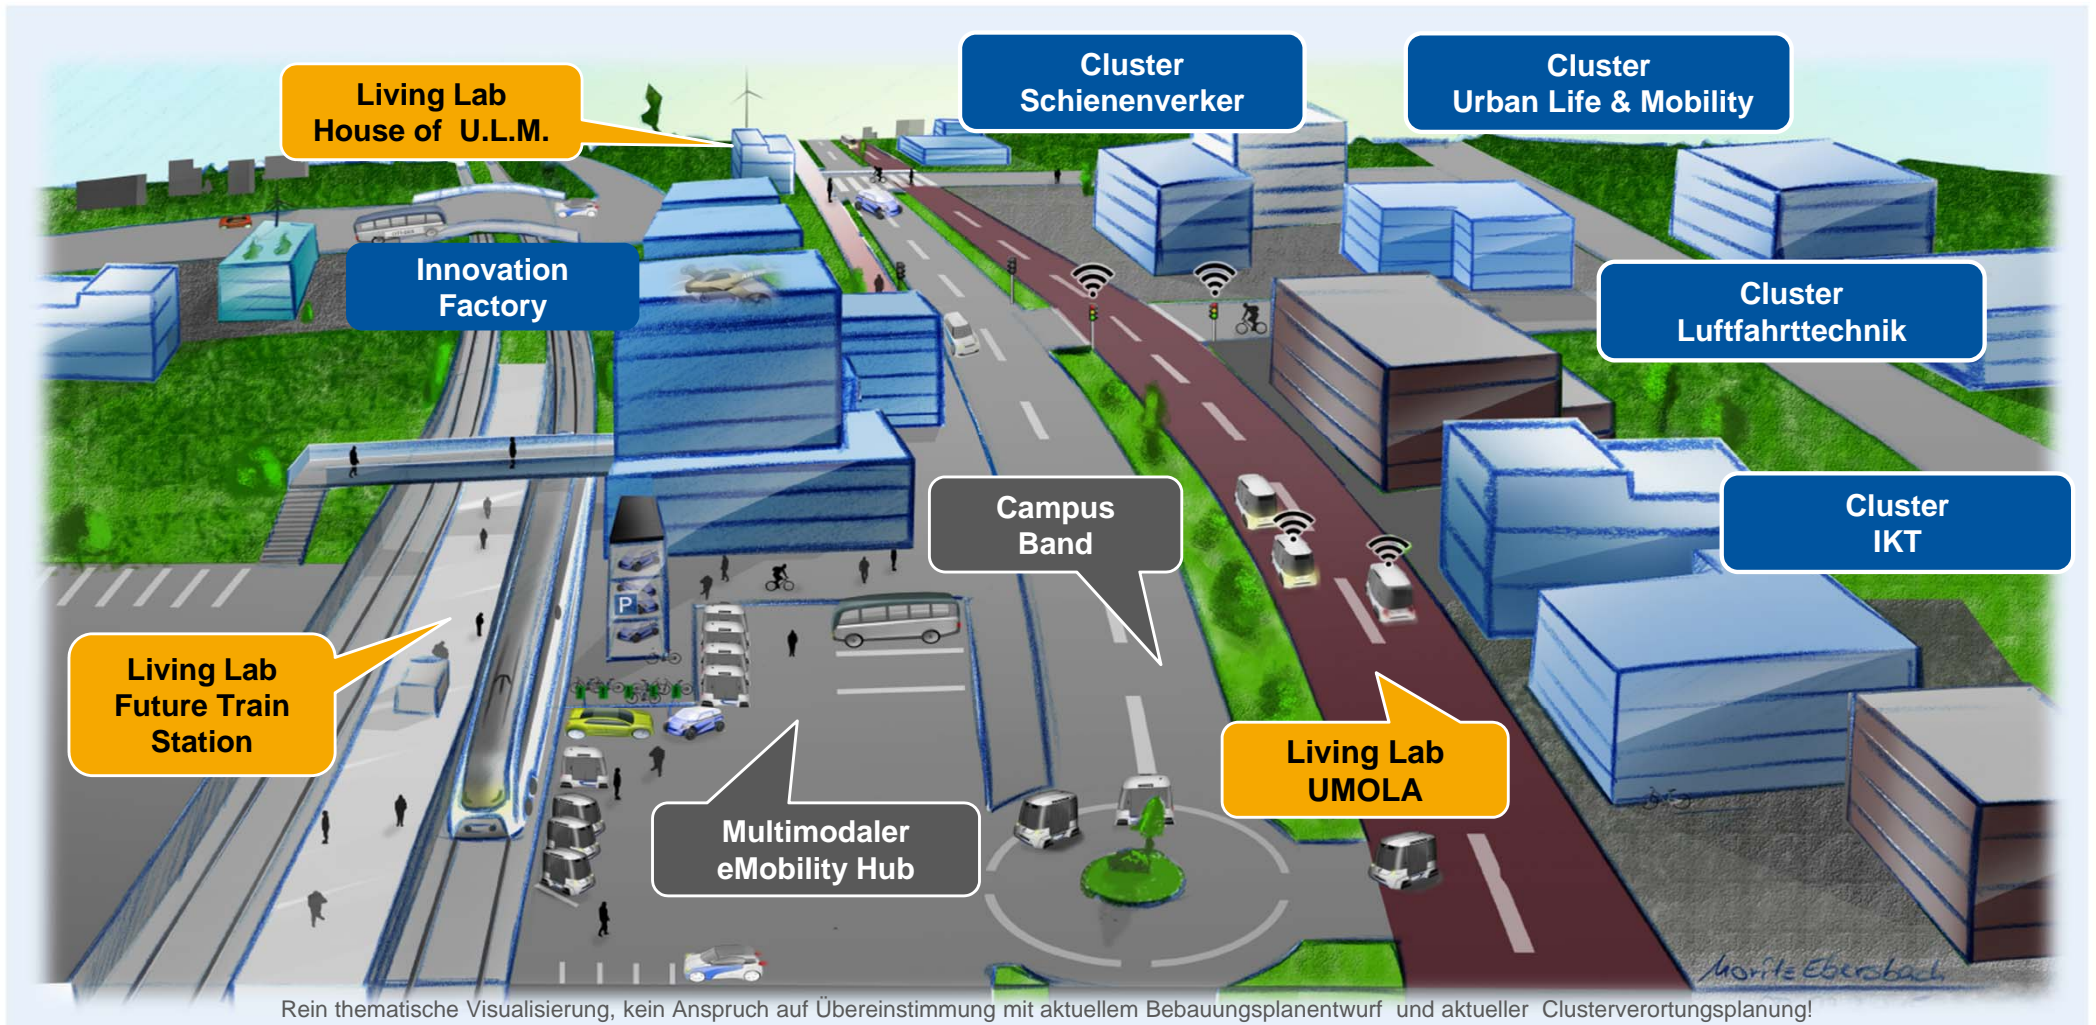 Living Lab
House of U.L.M.
Cluster
Schienenverker
Cluster
Urban Life & Mobility
Innovation
Factory
Cluster
Luftfahrttechnik
Campus
Band
Cluster
IKT
P
Living Lab
Future Train
Station
Living Lab
UMOLA
Multimodaler
eMobility Hub
Moritz Ebersbach
Rein thematische Visualisierung, kein Anspruch auf Übereinstimmung mit aktuellem Bebauungsplanentwurf und aktueller Clusterverortungsplanung!